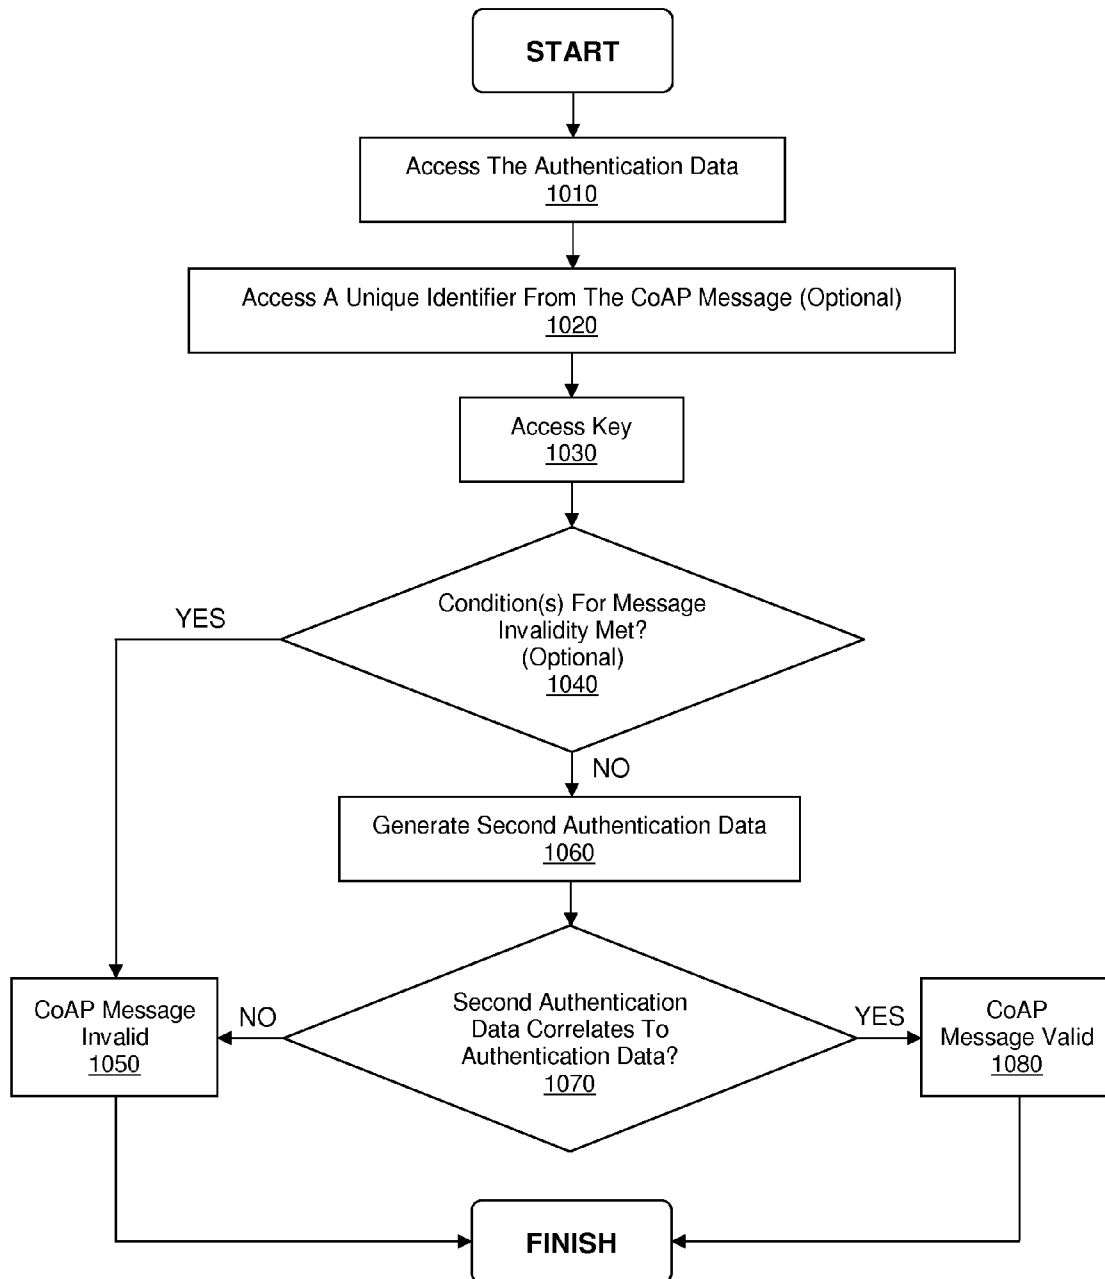 START
Access The Authentication Data
1010
Access A Unique Identifier From The CoAP Message (Optional)
1020
Access Key
1030
YES
Condition(s) For Message
Invalidity Met?
(Optional)
1040
NO
Generate Second Authentication Data
1060
CoAP Message
Invalid
1050
NO
Second Authentication
Data Correlates To
Authentication Data?
1070
YES
CoAP
Message Valid
1080
FINISH